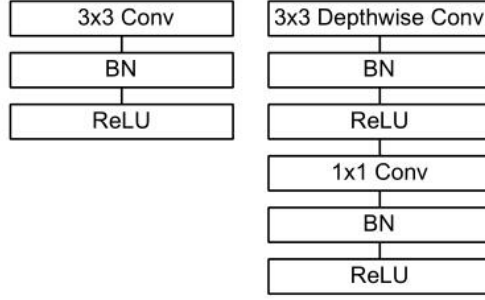 3x3 Conv
BN
ReLU
3x3 Depthwise Conv
BN
ReLU
1x1 Conv
BN
ReLU